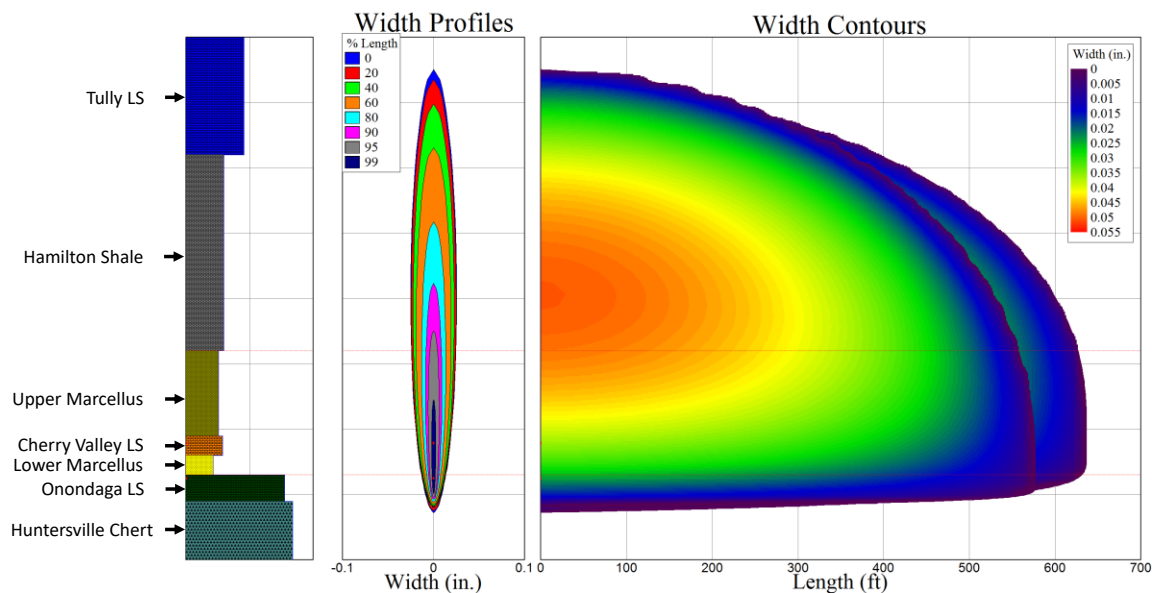 Width Profiles
Width Contours
% Length
0
20
40
60
80
90
95
99
Width (in.)
0
0.005
0.01
0.015
0.02
0.025
0.03
0.035
0.04
0.045
0.05
0.055
Tully LS
Hamilton Shale
Upper Marcellus
Cherry Valley LS
Lower Marcellus
Onondaga LS
Huntersville Chert
-0.1 0 0.1
Width (in.)
0 100 200 300 400 500 600 700
Length (ft)